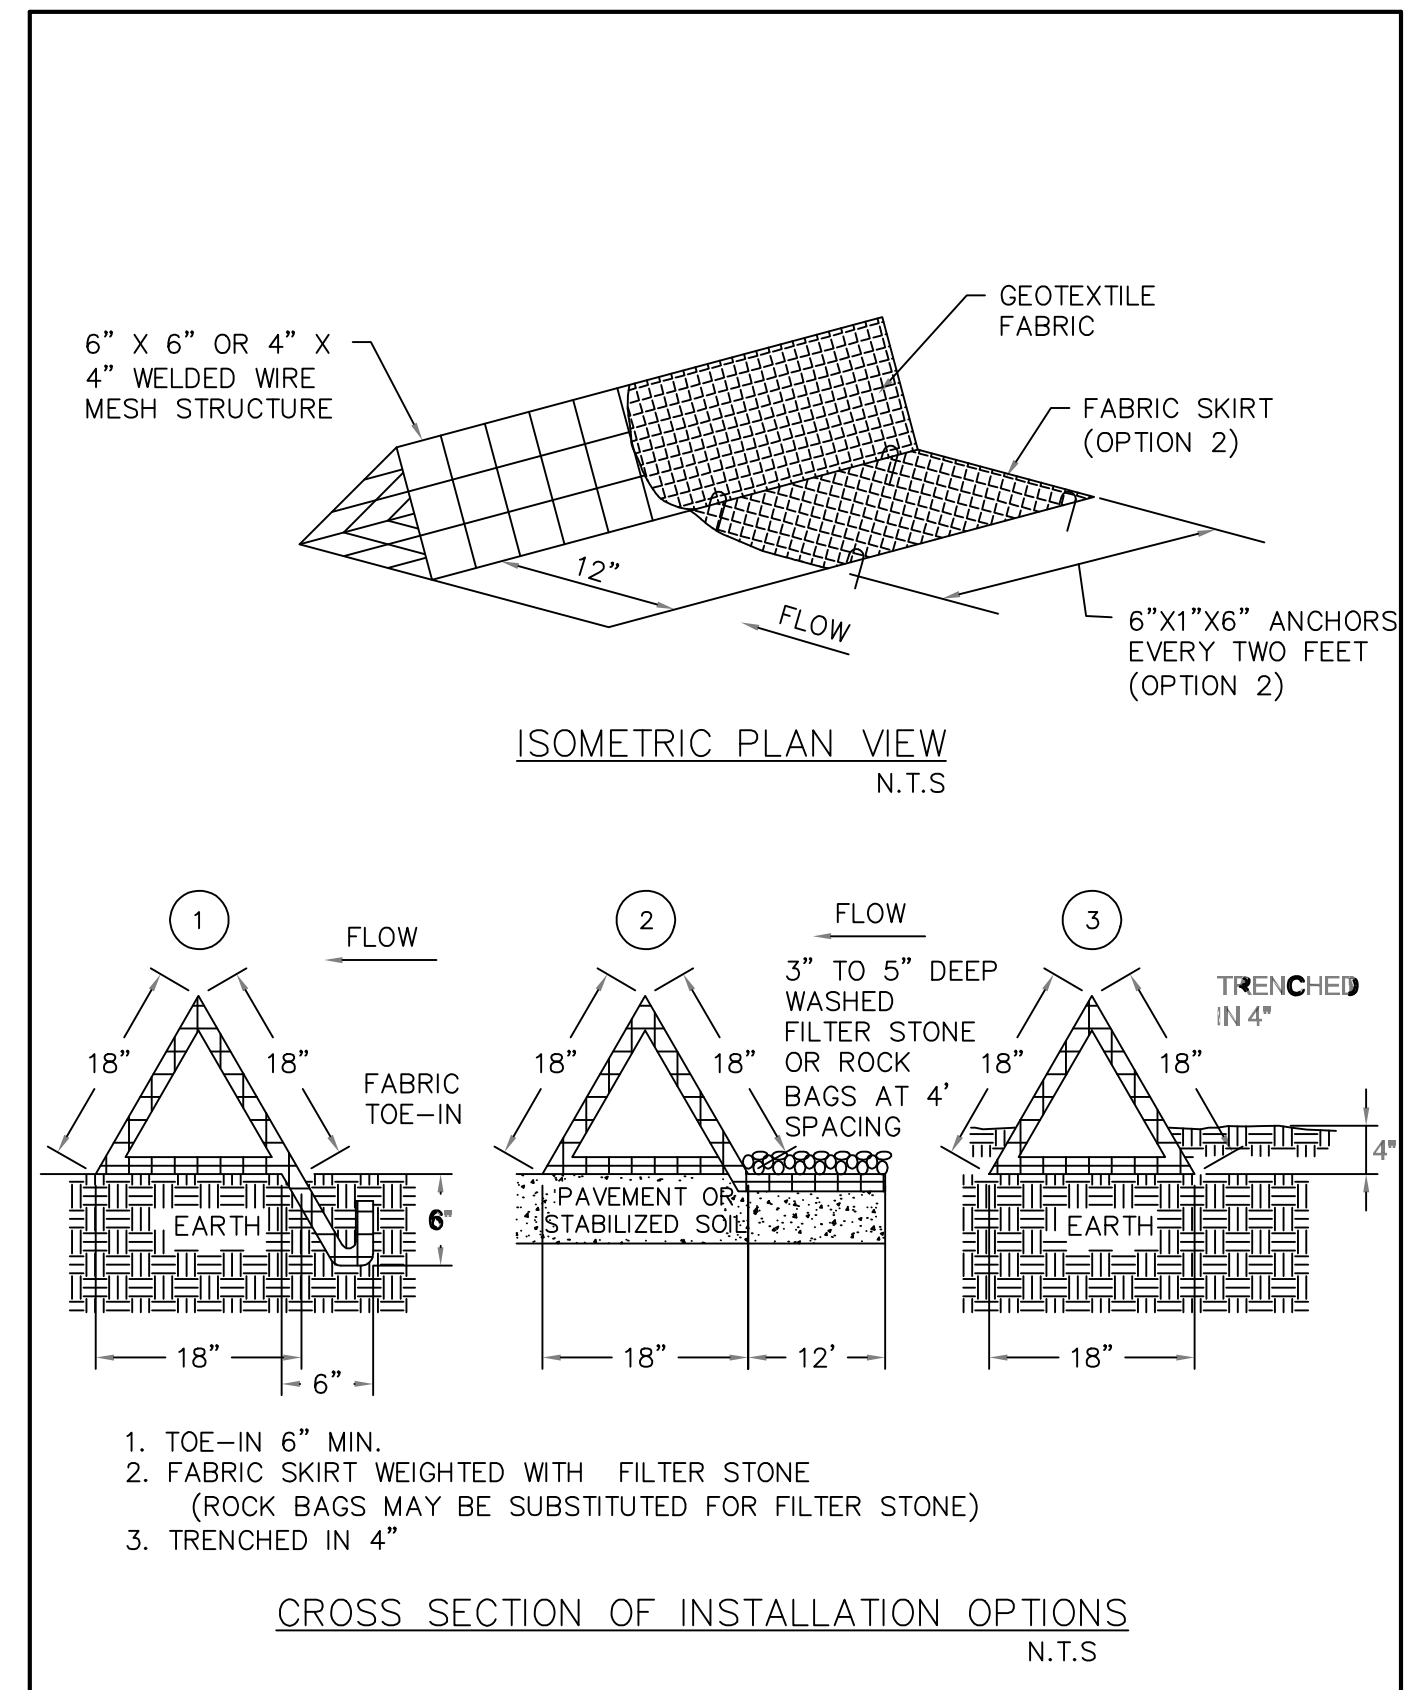 GEOTEXTILE
FABRIC
6” X 6” OR 4” X
4” WELDED WIRE
MESH STRUCTURE
FABRIC SKIRT
(OPTION 2)
12”
FLOW
6”X1”X6” ANCHORS
EVERY TWO FEET
(OPTION 2)
ISOMETRIC PLAN VIEW
N.T.S
1
FLOW
18”
18”
FABRIC
TOE–IN
EARTH
6"
18”
6”
2
FLOW
3” TO 5” DEEP
WASHED
FILTER STONE
OR ROCK
BAGS AT 4’
SPACING
18”
18”
PAVEMENT OR
STABILIZED SOIL
18”
12’
3
TRENCHED
IN 4"
18”
18”
4"
EARTH
18”
1. TOE–IN 6” MIN.
2. FABRIC SKIRT WEIGHTED WITH FILTER STONE
(ROCK BAGS MAY BE SUBSTITUTED FOR FILTER STONE)
3. TRENCHED IN 4”
CROSS SECTION OF INSTALLATION OPTIONS
N.T.S